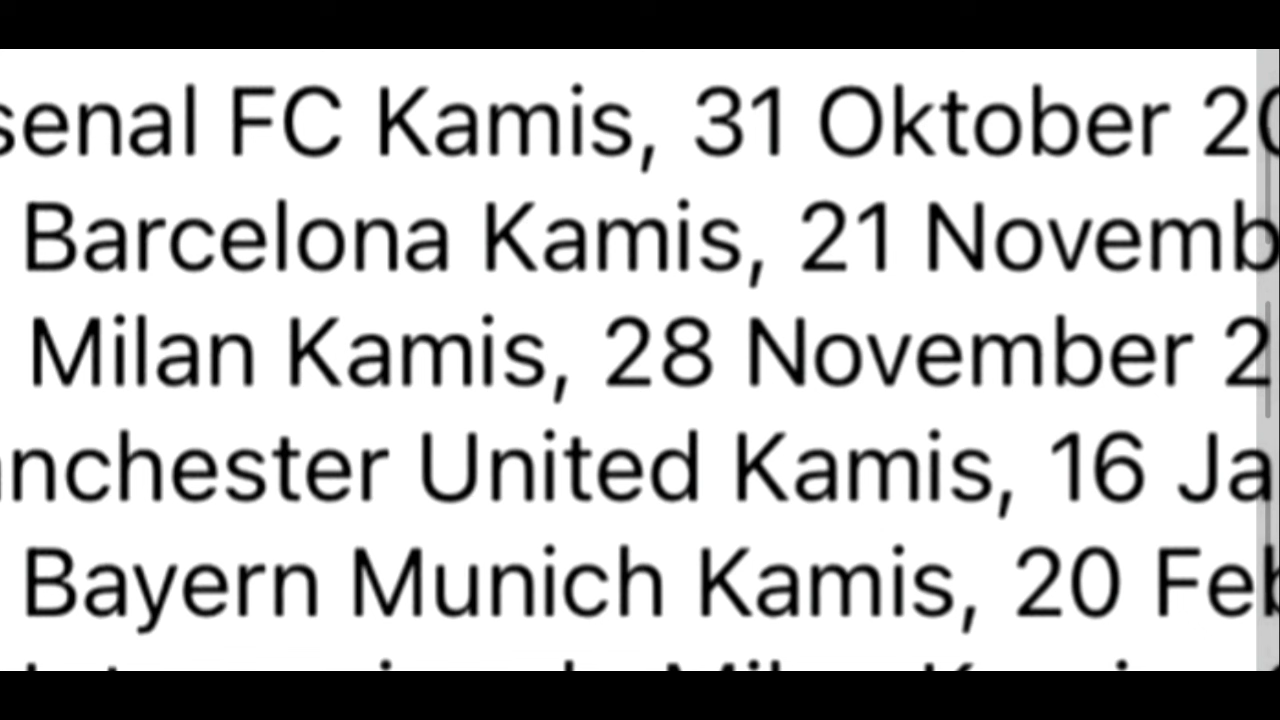 senal FC Kamis, 31 Oktober 20
Barcelona Kamis, 21 Novemb
Milan Kamis, 28 November 2
nchester United Kamis, 16 Ja
Bayern Munich Kamis, 20 Feb